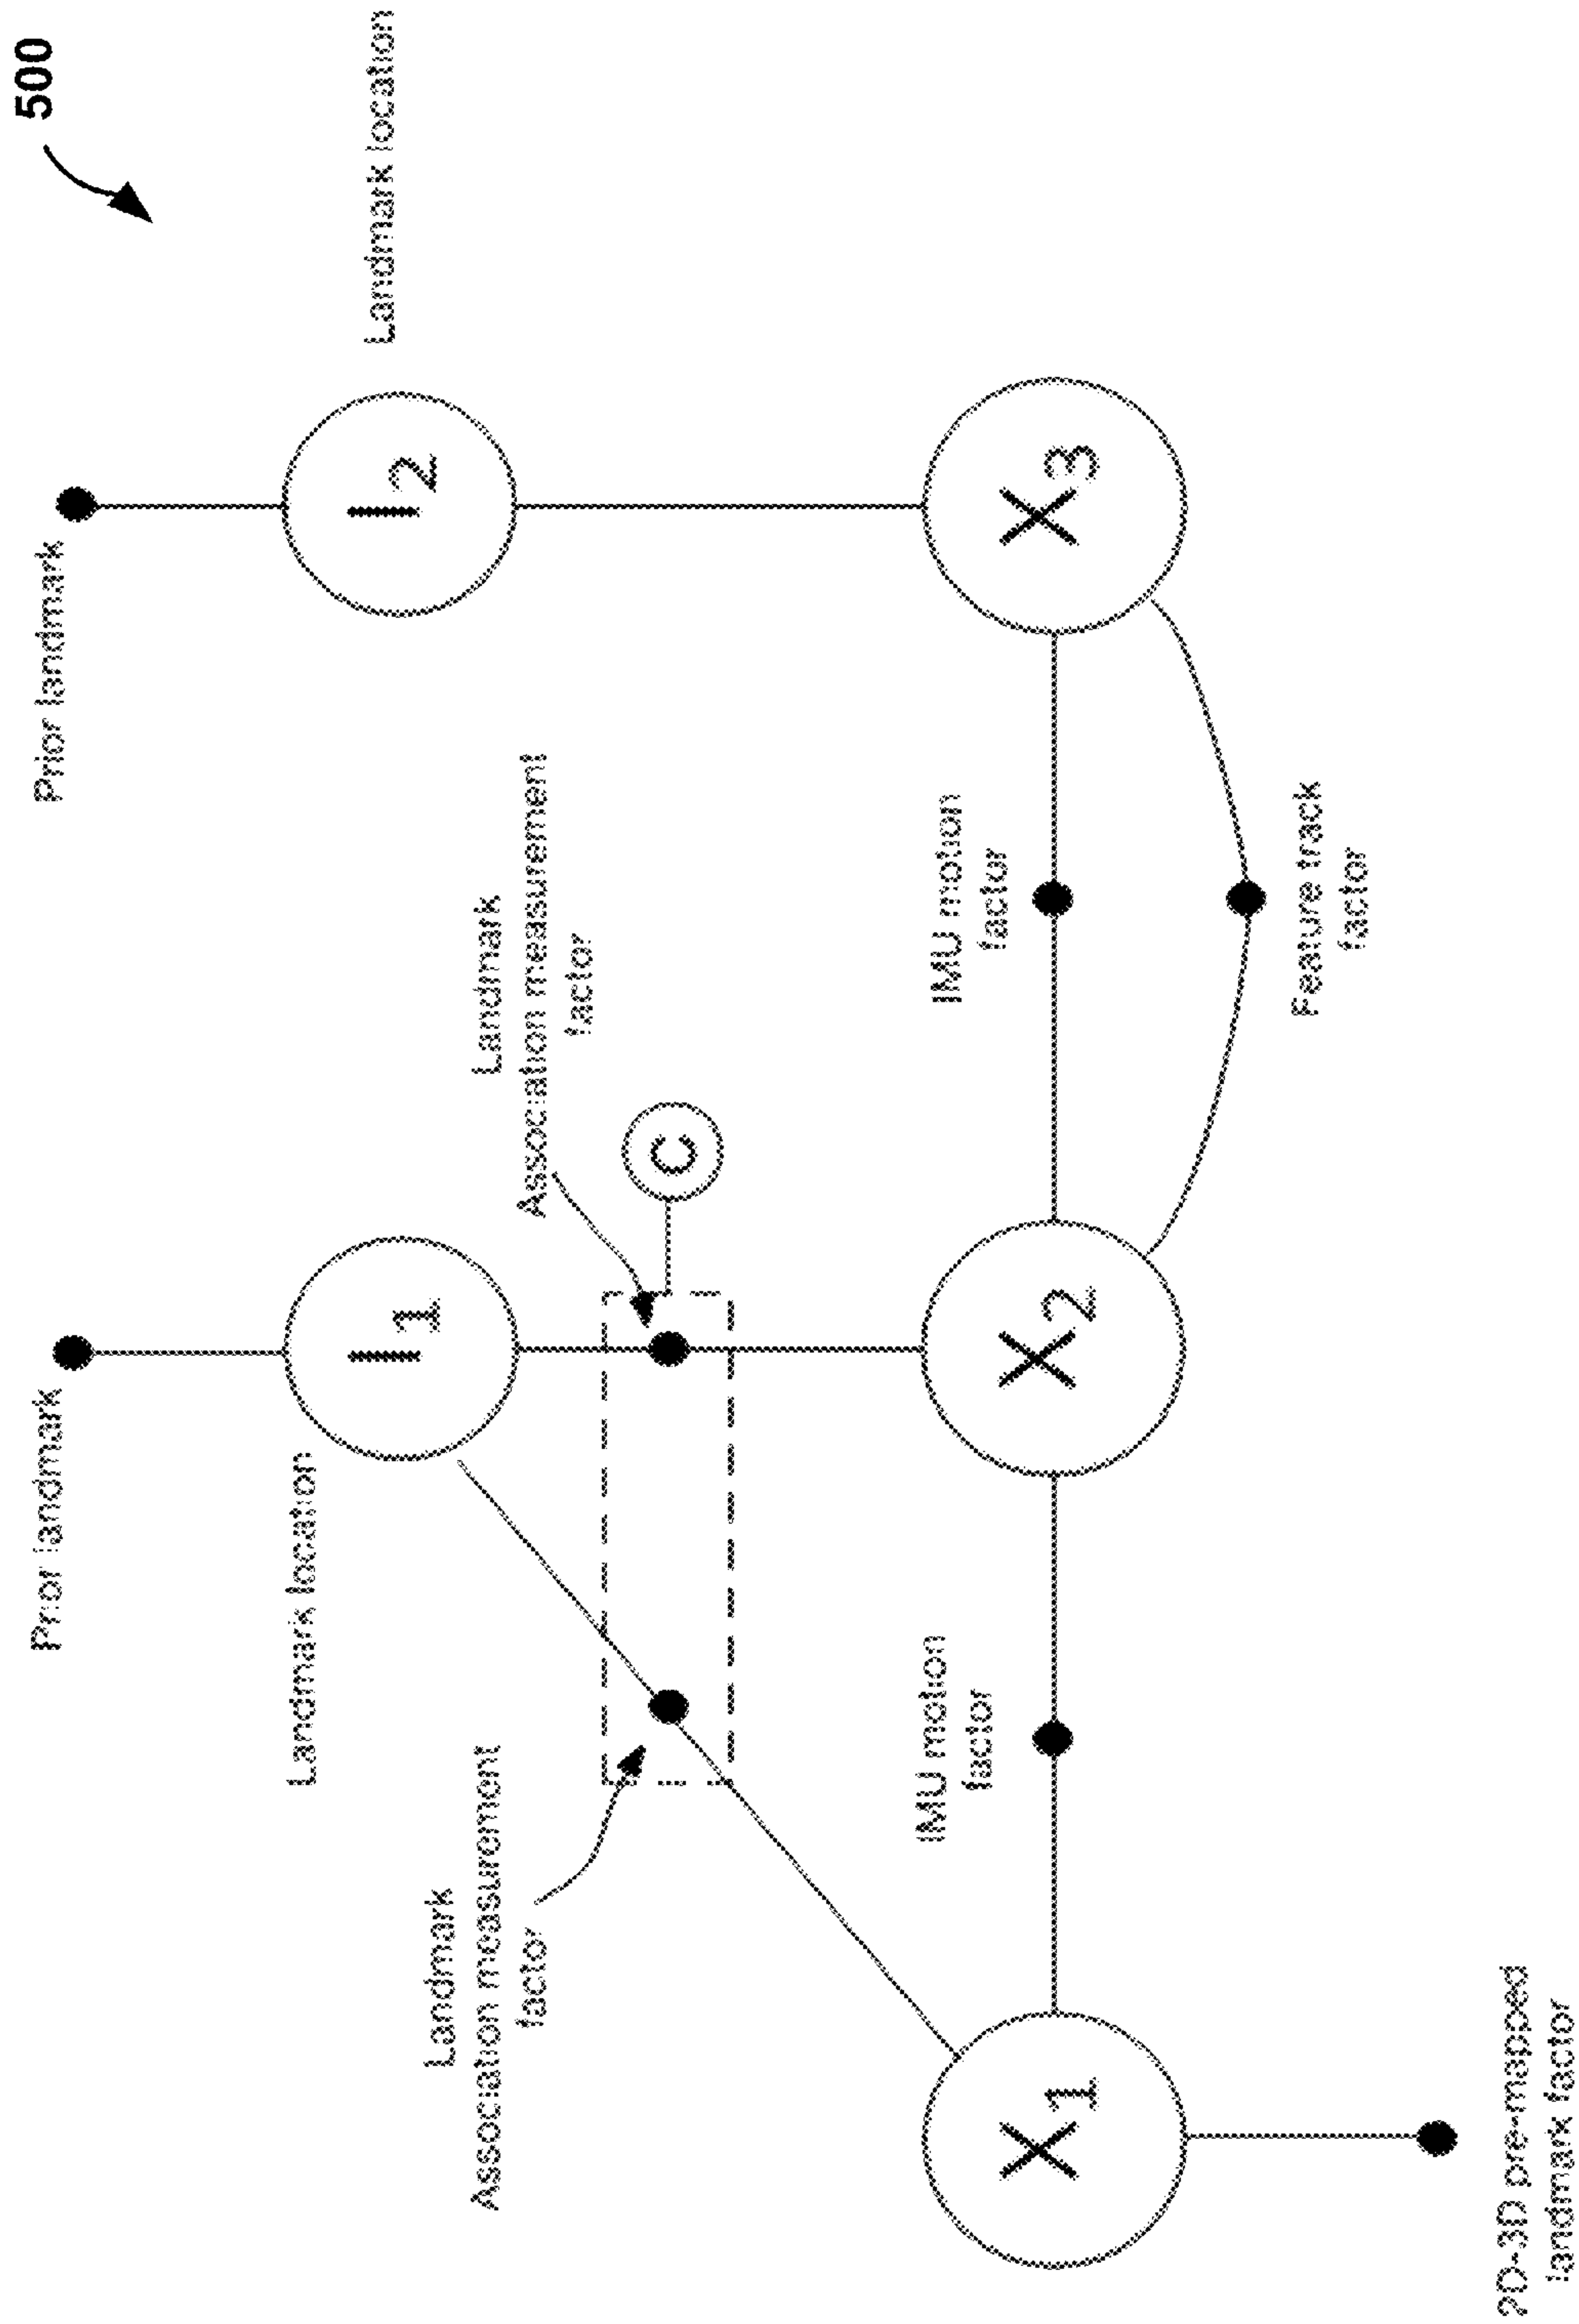 500
Prior landmark
Prior landmark
Landmark location
l1
l2
Landmark location
Landmark
Association measurement
factor
Landmark
Association measurement
factor
C
IMU motion
factor
IMU motion
factor
X1
X2
X3
Feature track
factor
2D-3D pre-mapped
landmark factor